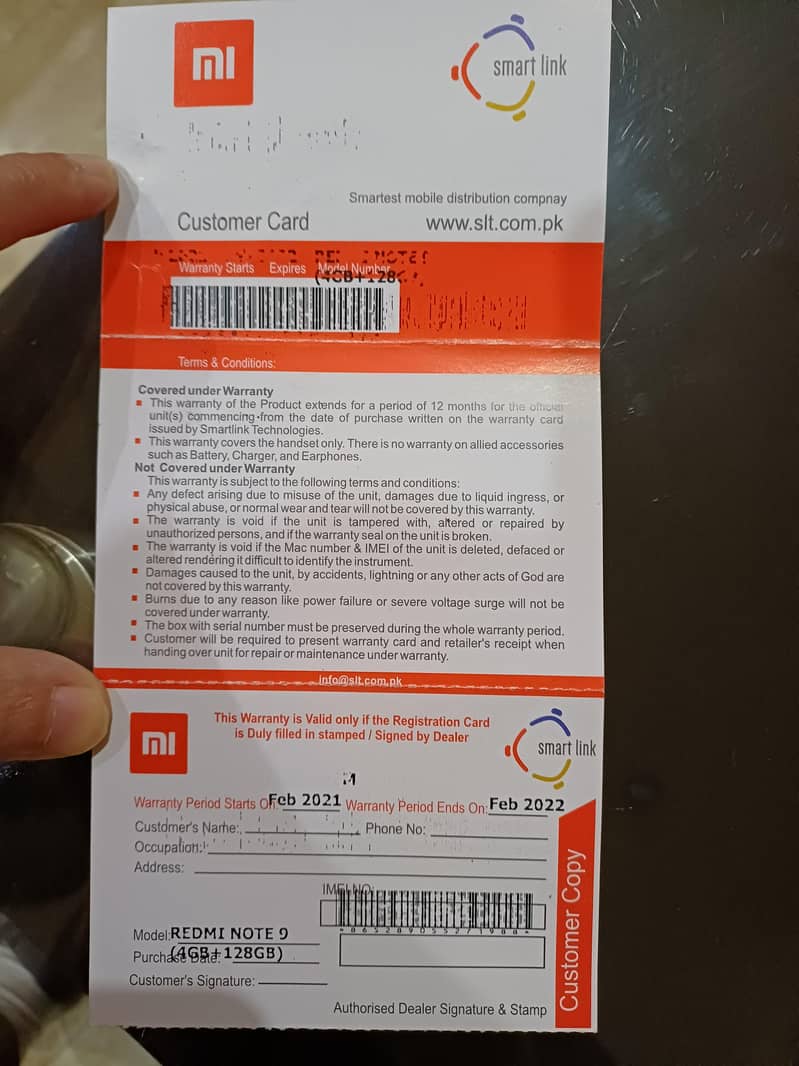 mi
smart link
Smartest mobile distribution compnay
Customer Card
www.slt.com.pk
Warranty Starts Expires Model Number
(4GB+128G
Terms & Conditions:
Covered under Warranty
This warranty of the Product extends for a period of 12 months for the official
unit(s) commencing from the date of purchase written on the warranty card
issued by Smartlink Technologies.
This warranty covers the handset only. There is no warranty on allied accessories
such as Battery, Charger, and Earphones.
Not Covered under Warranty
This warranty is subject to the following terms and conditions:
Any defect arising due to misuse of the unit, damages due to liquid ingress, or
physical abuse, or normal wear and tear will not be covered by this warranty.
The warranty is void if the unit is tampered with, altered or repaired by
unauthorized persons, and if the warranty seal on the unit is broken.
The warranty is void if the Mac number & IMEI of the unit is deleted, defaced or
altered rendering it difficult to identify the instrument.
Damages caused to the unit, by accidents, lightning or any other acts of God are
not covered by this warranty.
Burns due to any reason like power failure or severe voltage surge will not be
covered under warranty.
The box with serial number must be preserved during the whole warranty period.
Customer will be required to present warranty card and retailer's receipt when
handing over unit for repair or maintenance under warranty.
info@slt.com.pk
mi
This Warranty is Valid only if the Registration Card
is Duly filled in stamped / Signed by Dealer
smart link
Warranty Period Starts On: Feb 2021 Warranty Period Ends On: Feb 2022
Customer's Name: Phone No:
Occupation:
Address:
IMEI NO:
*865289055271988*
Model: REDMI NOTE 9
Purchase Date: (4GB+128GB)
Customer's Signature:
Authorised Dealer Signature & Stamp
Customer Copy